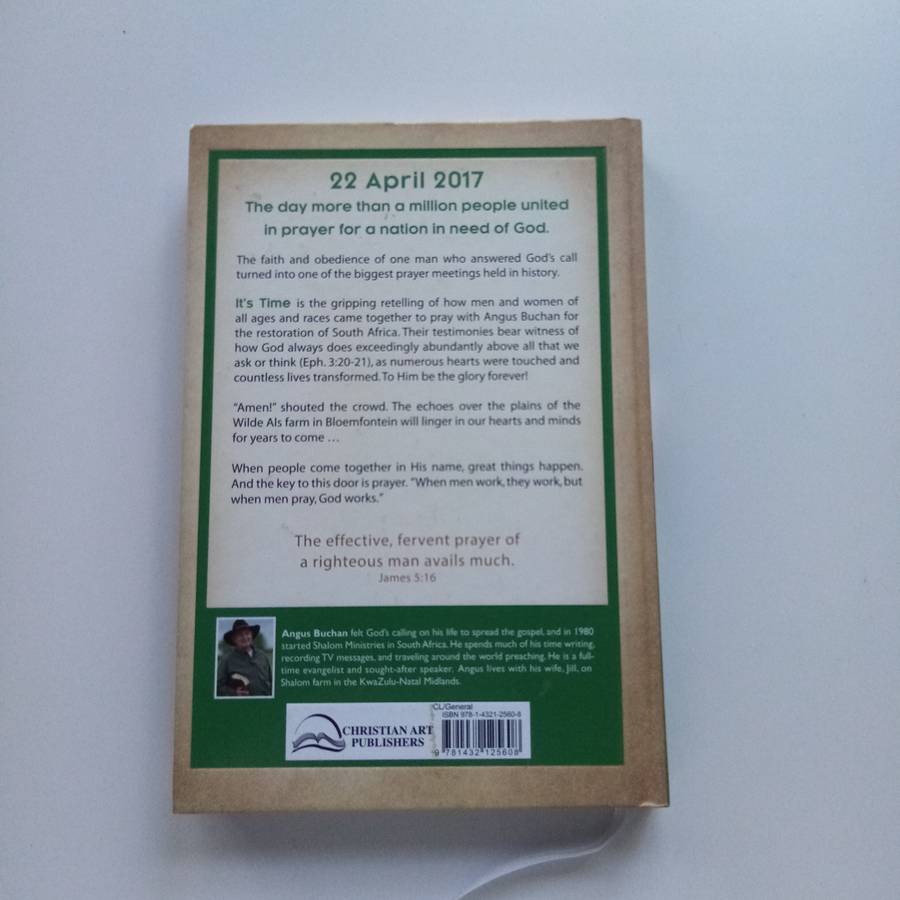 22 April 2017
The day more than a million people united
in prayer for a nation in need of God.
The faith and obedience of one man who answered God's call
turned into one of the biggest prayer meetings held in history.
It's Time is the gripping retelling of how men and women of
all ages and races came together to pray with Angus Buchan for
the restoration of South Africa. Their testimonies bear witness of
how God always does exceedingly abundantly above all that we
ask or think (Eph. 3:20-21), as numerous hearts were touched and
countless lives transformed. To Him be the glory forever!
"Amen!" shouted the crowd. The echoes over the plains of the
Wilde Als farm in Bloemfontein will linger in our hearts and minds
for years to come ...
When people come together in His name, great things happen.
And the key to this door is prayer. "When men work, they work, but
when men pray, God works."
The effective, fervent prayer of
a righteous man avails much.
James 5:16
Angus Buchan felt God's calling on his life to spread the gospel, and in 1980
started Shalom Ministries in South Africa. He spends much of his time writing,
recording TV messages, and traveling around the world preaching. He is a full-
time evangelist and sought-after speaker. Angus lives with his wife, Jill, on
Shalom farm in the KwaZulu-Natal Midlands.
CHRISTIAN ART
PUBLISHERS
CL/General
ISBN 978-1-4321-2560-8
9 781432 125608